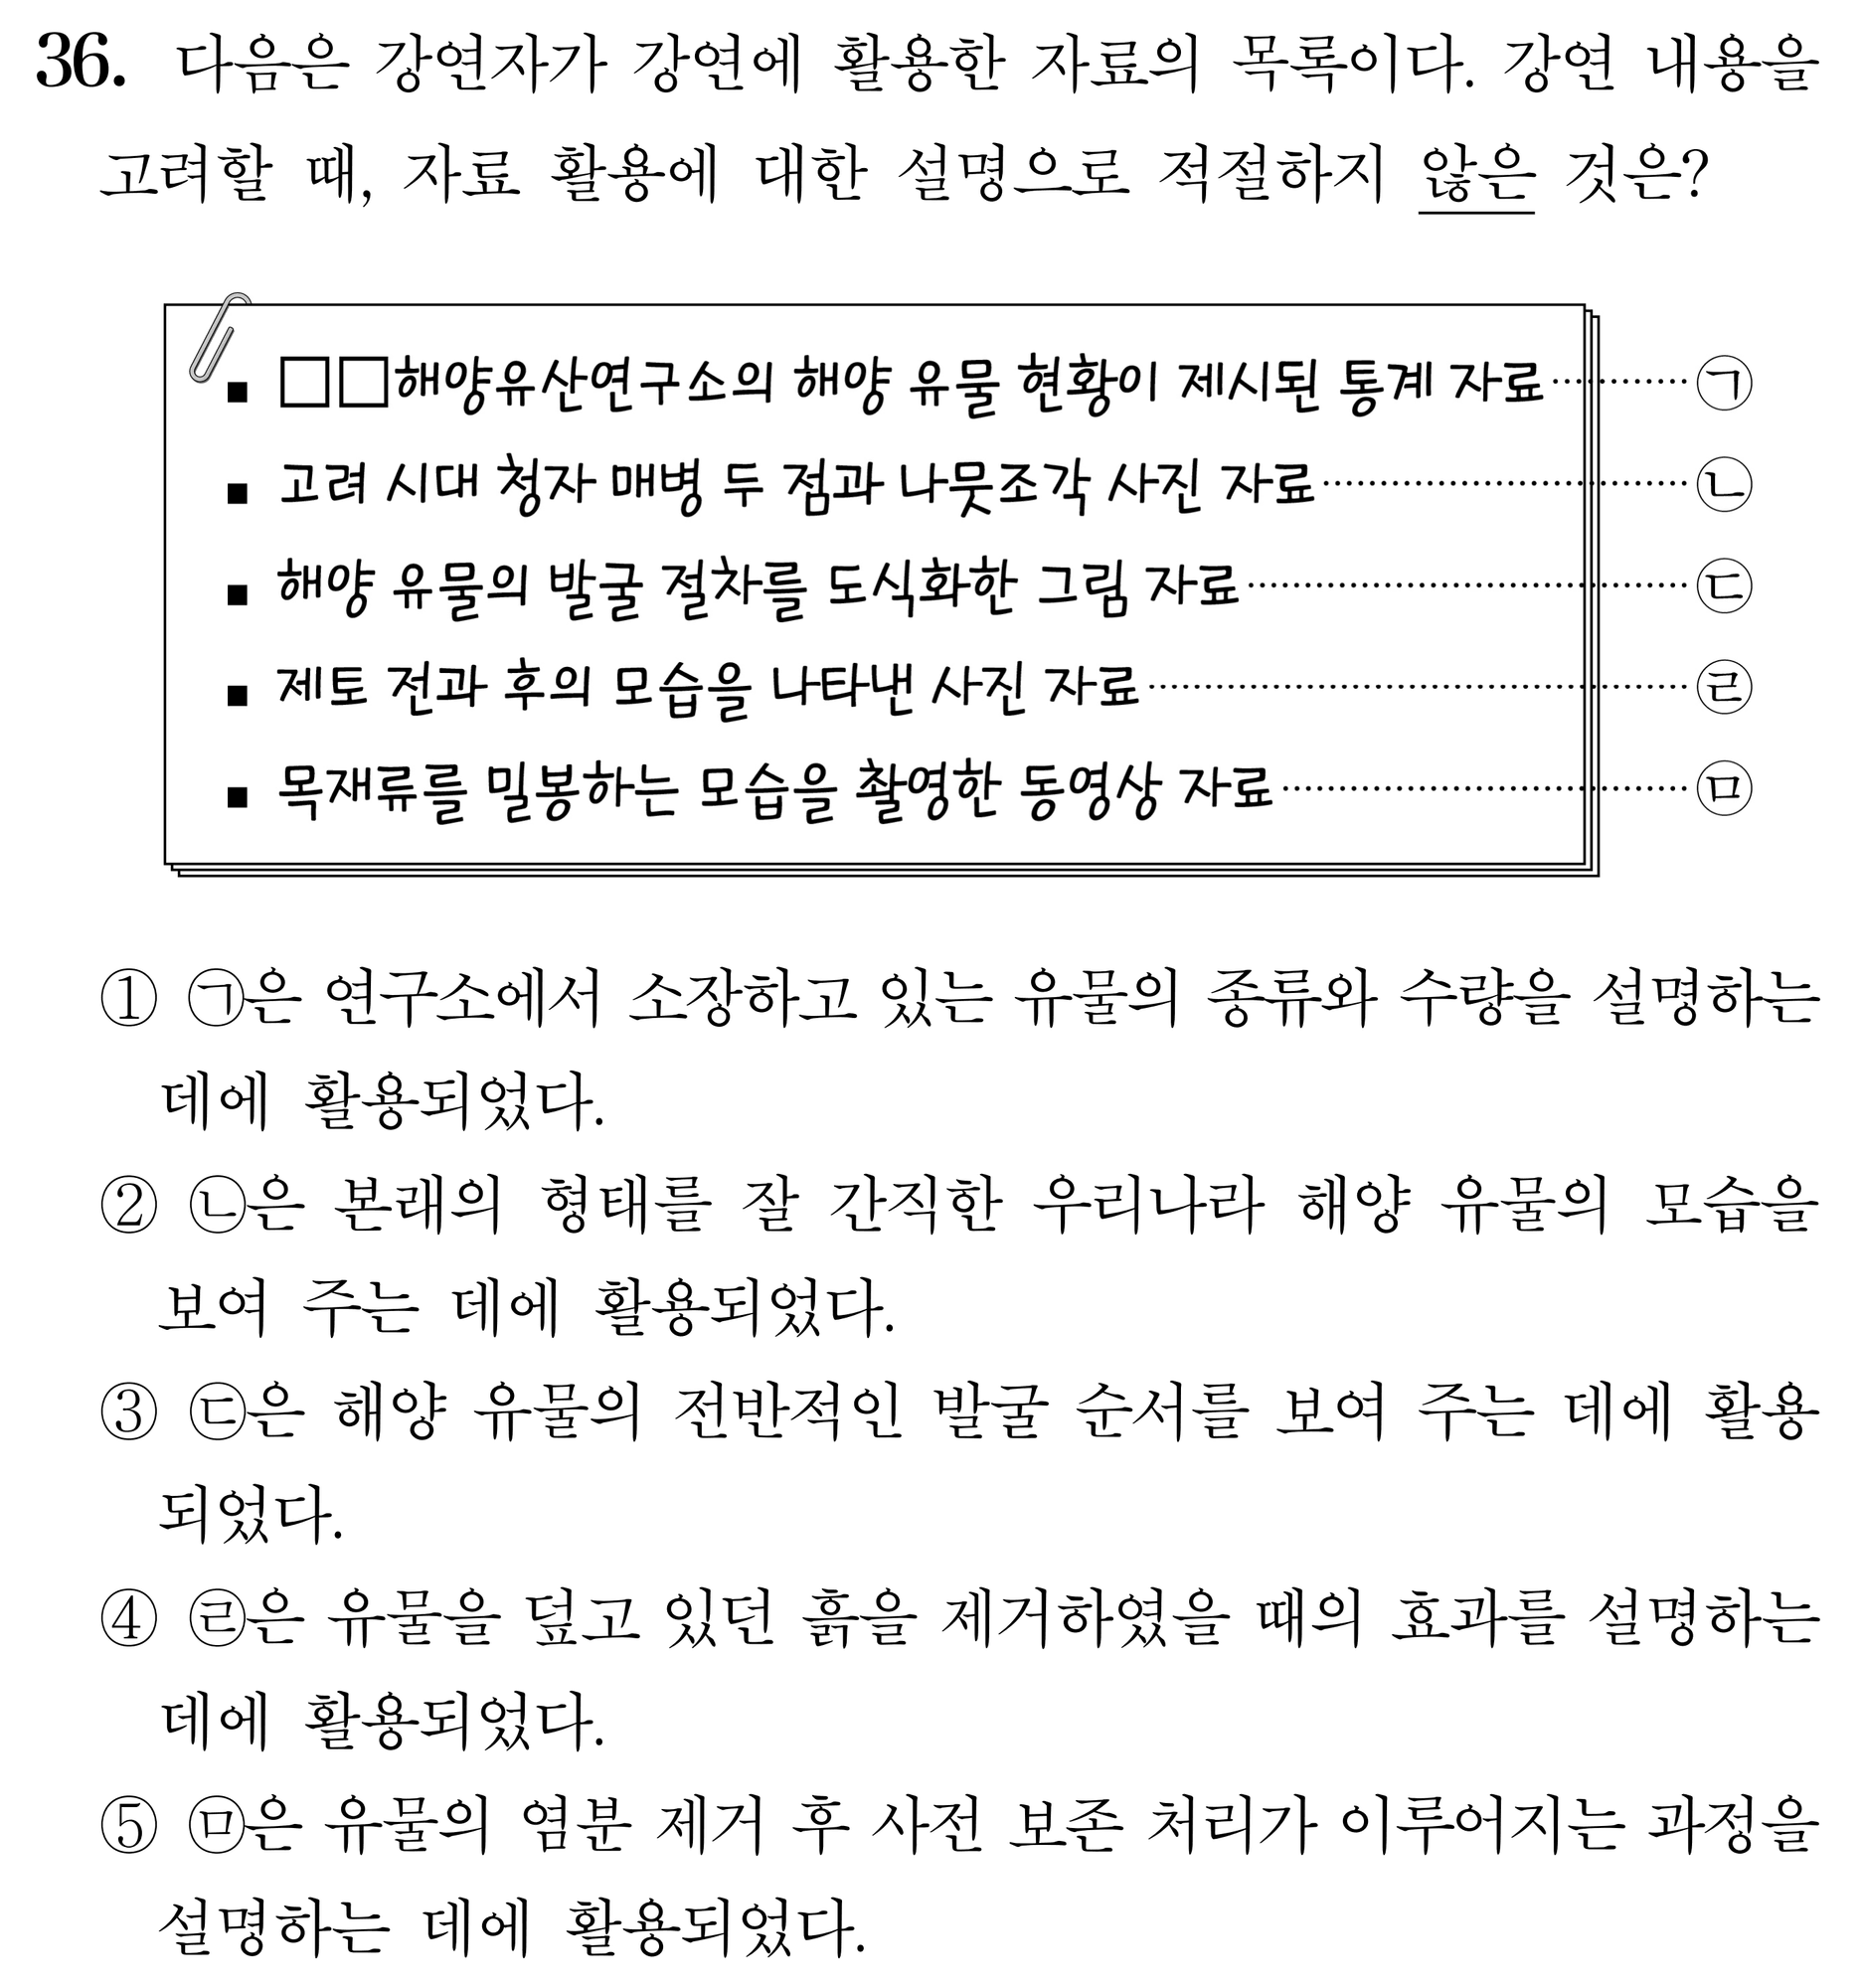 36. 다음은 강연자가 강연에 활용한 자료의 목록이다. 강연 내용을
고려할 때, 자료 활용에 대한 설명으로 적절하지 않은 것은?
■ □□해양유산연구소의 해양 유물 현황이 제시된 통계 자료 ㉠
■ 고려 시대 청자 매병 두 점과 나뭇조각 사진 자료 ㉡
■ 해양 유물의 발굴 절차를 도식화한 그림 자료 ㉢
■ 제토 전과 후의 모습을 나타낸 사진 자료 ㉣
■ 목재류를 밀봉하는 모습을 촬영한 동영상 자료 ㉤
① ㉠은 연구소에서 소장하고 있는 유물의 종류와 수량을 설명하는
데에 활용되었다.
② ㉡은 본래의 형태를 잘 간직한 우리나라 해양 유물의 모습을
보여 주는 데에 활용되었다.
③ ㉢은 해양 유물의 전반적인 발굴 순서를 보여 주는 데에 활용
되었다.
④ ㉣은 유물을 덮고 있던 흙을 제거하였을 때의 효과를 설명하는
데에 활용되었다.
⑤ ㉤은 유물의 염분 제거 후 사전 보존 처리가 이루어지는 과정을
설명하는 데에 활용되었다.